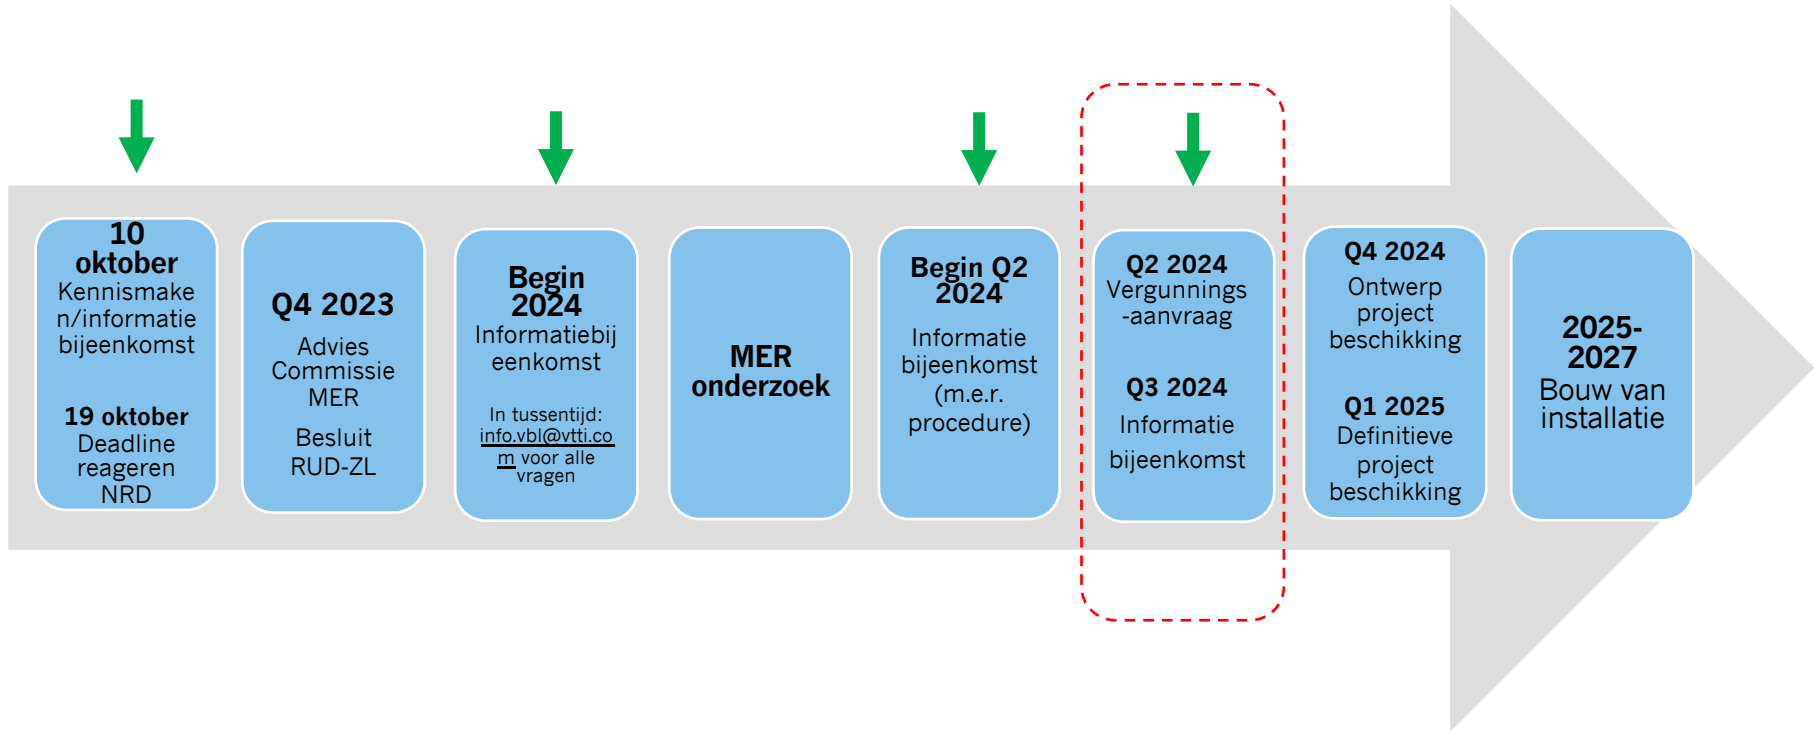 10
oktober
Kennismake
n/informatie
bijeenkomst
19 oktober
Deadline
reageren
NRD
Q4 2023
Advies
Commissie
MER
Besluit
RUD-ZL
Begin
2024
Informatiebij
eenkomst
In tussentijd:
info.vbl@vtti.co
m voor alle
vragen
MER
onderzoek
Begin Q2
2024
Informatie
bijeenkomst
(m.e.r.
procedure)
Q2 2024
Vergunnings
-aanvraag
Q3 2024
Informatie
bijeenkomst
Q4 2024
Ontwerp
project
beschikking
Q1 2025
Definitieve
project
beschikking
2025-
2027
Bouw van
installatie